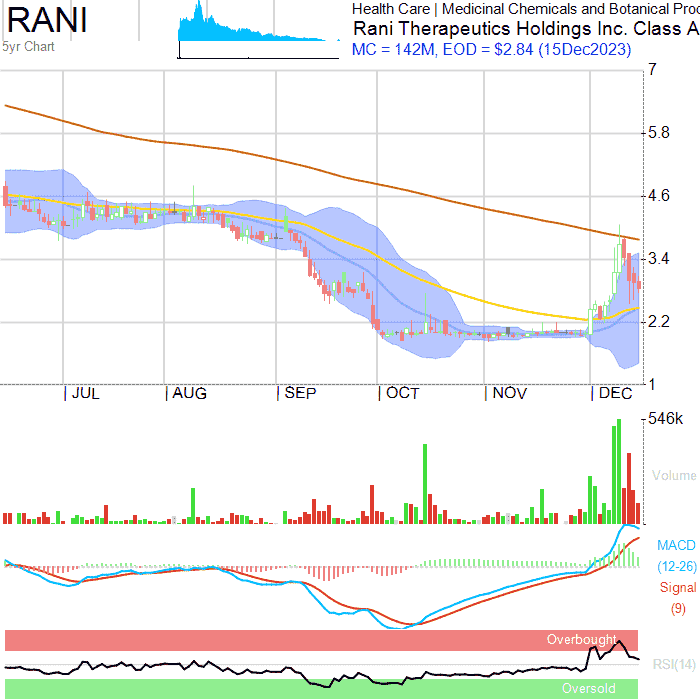 RANI
5yr Chart
Health Care | Medicinal Chemicals and Botanical Proc
Rani Therapeutics Holdings Inc. Class A
MC = 142M, EOD = $2.84 (15Dec2023)
7
5.8
4.6
3.4
2.2
1
JUL
AUG
SEP
OCT
NOV
DEC
546k
Volume
MACD
(12-26)
Signal
(9)
Overbought
RSI(14)
Oversold